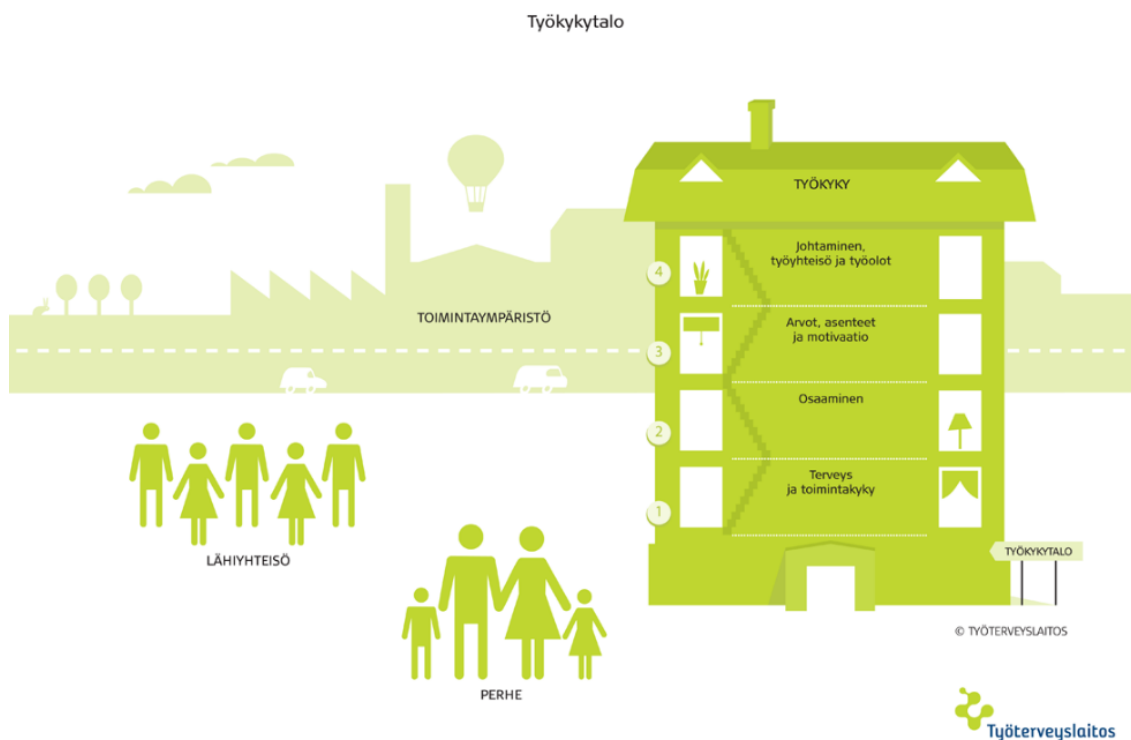 Työkykytalo
TYÖKYKY
4
Johtaminen,
työyhteisö ja työolot
TOIMINTAYMPÄRISTÖ
3
Arvot, asenteet
ja motivaatio
2
Osaaminen
1
Terveys
ja toimintakyky
LÄHIYHTEISÖ
TYÖKYKYTALO
© TYÖTERVEYSLAITOS
PERHE
Työterveyslaitos